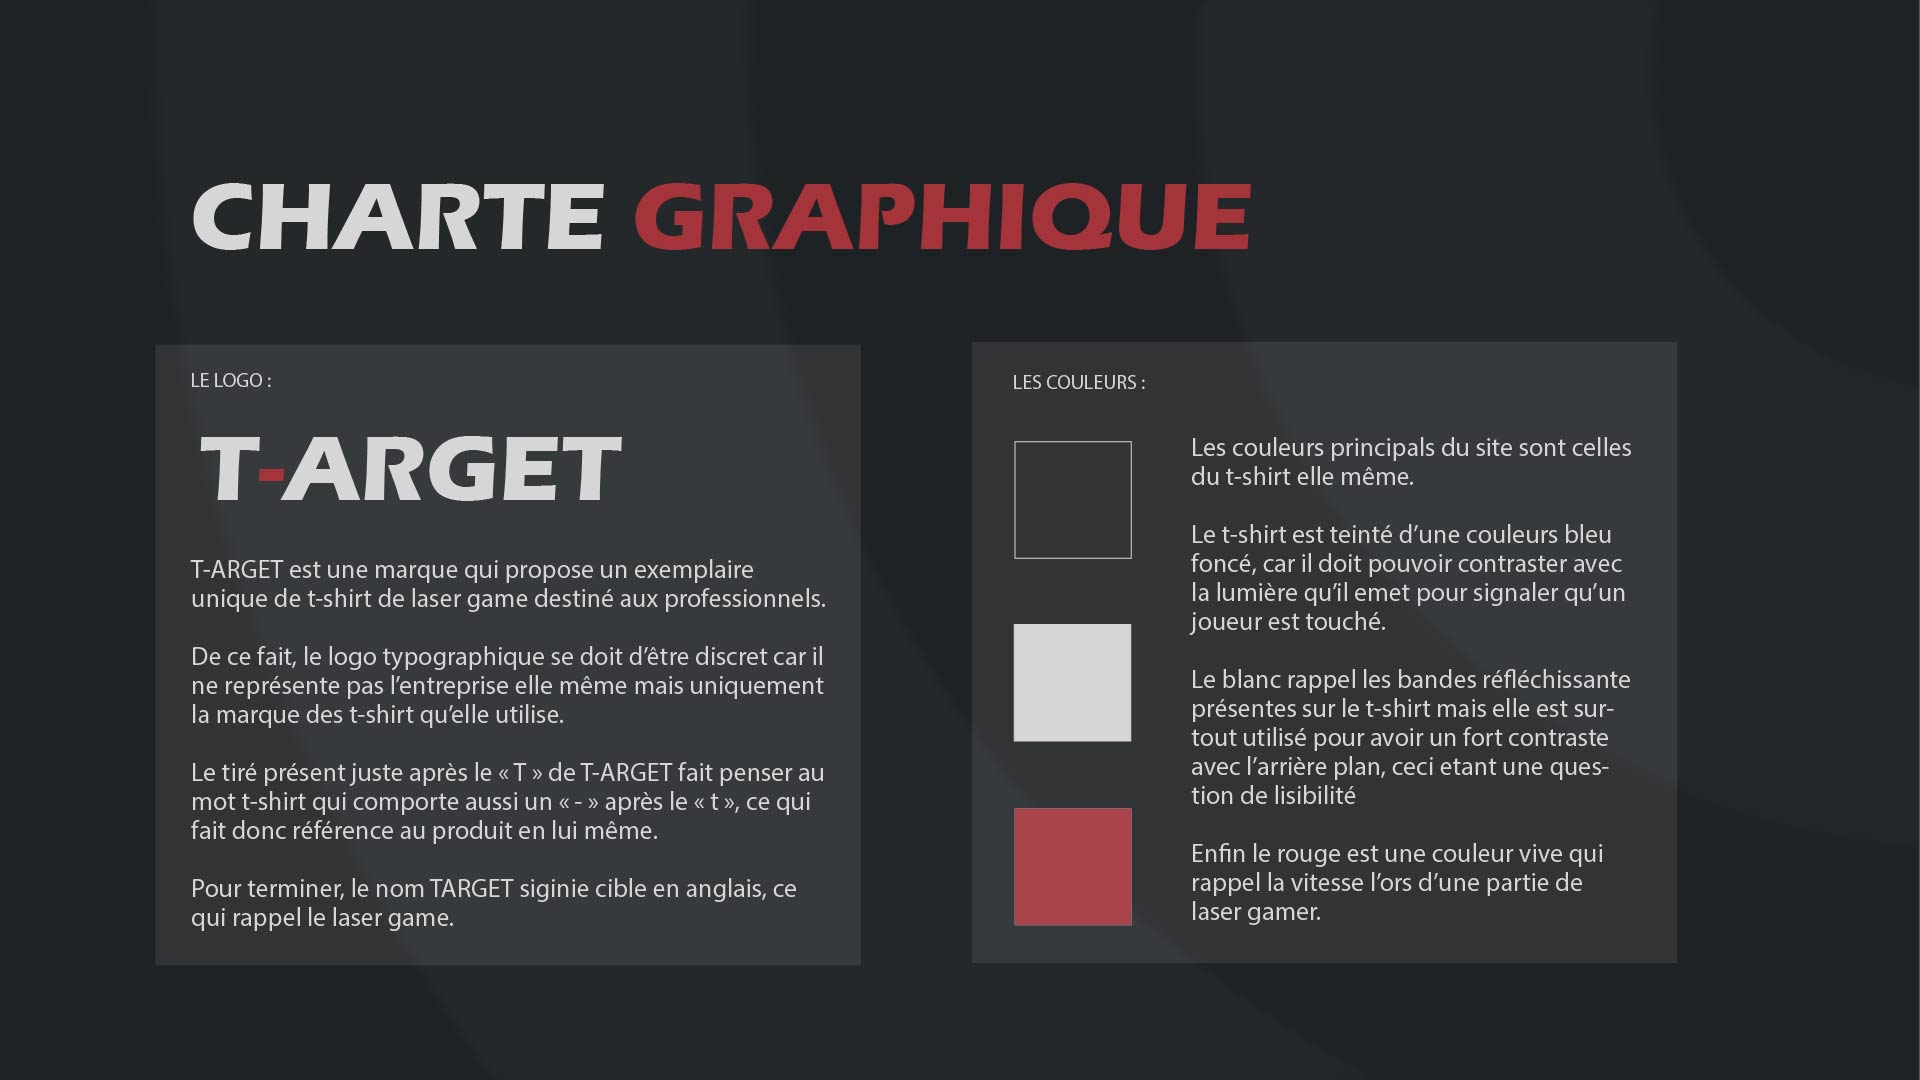 CHARTE GRAPHIQUE
LE LOGO :
T-ARGET
T-ARGET est une marque qui propose un exemplaire
unique de t-shirt de laser game destiné aux professionnels.
De ce fait, le logo typographique se doit d’être discret car il
ne représente pas l’entreprise elle même mais uniquement
la marque des t-shirt qu’elle utilise.
Le tiré présent juste après le « T » de T-ARGET fait penser au
mot t-shirt qui comporte aussi un « - » après le « t », ce qui
fait donc référence au produit en lui même.
Pour terminer, le nom TARGET siginie cible en anglais, ce
qui rappel le laser game.
LES COULEURS :
Les couleurs principals du site sont celles
du t-shirt elle même.
Le t-shirt est teinté d’une couleurs bleu
foncé, car il doit pouvoir contraster avec
la lumière qu’il emet pour signaler qu’un
joueur est touché.
Le blanc rappel les bandes réfléchissante
présentes sur le t-shirt mais elle est sur-
tout utilisé pour avoir un fort contraste
avec l’arrière plan, ceci etant une ques-
tion de lisibilité
Enfin le rouge est une couleur vive qui
rappel la vitesse l’ors d’une partie de
laser gamer.